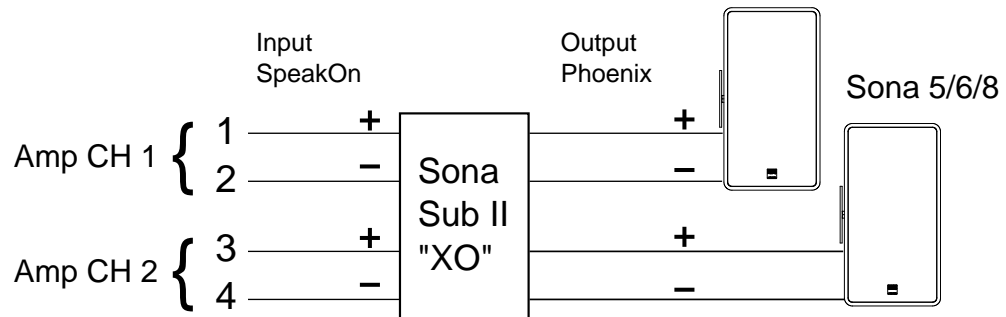 Input
SpeakOn
Output
Phoenix
Sona 5/6/8
Amp CH 1 { 1 + +
2 − −
Sona
Sub II
"XO"
Amp CH 2 { 3 + +
4 − −